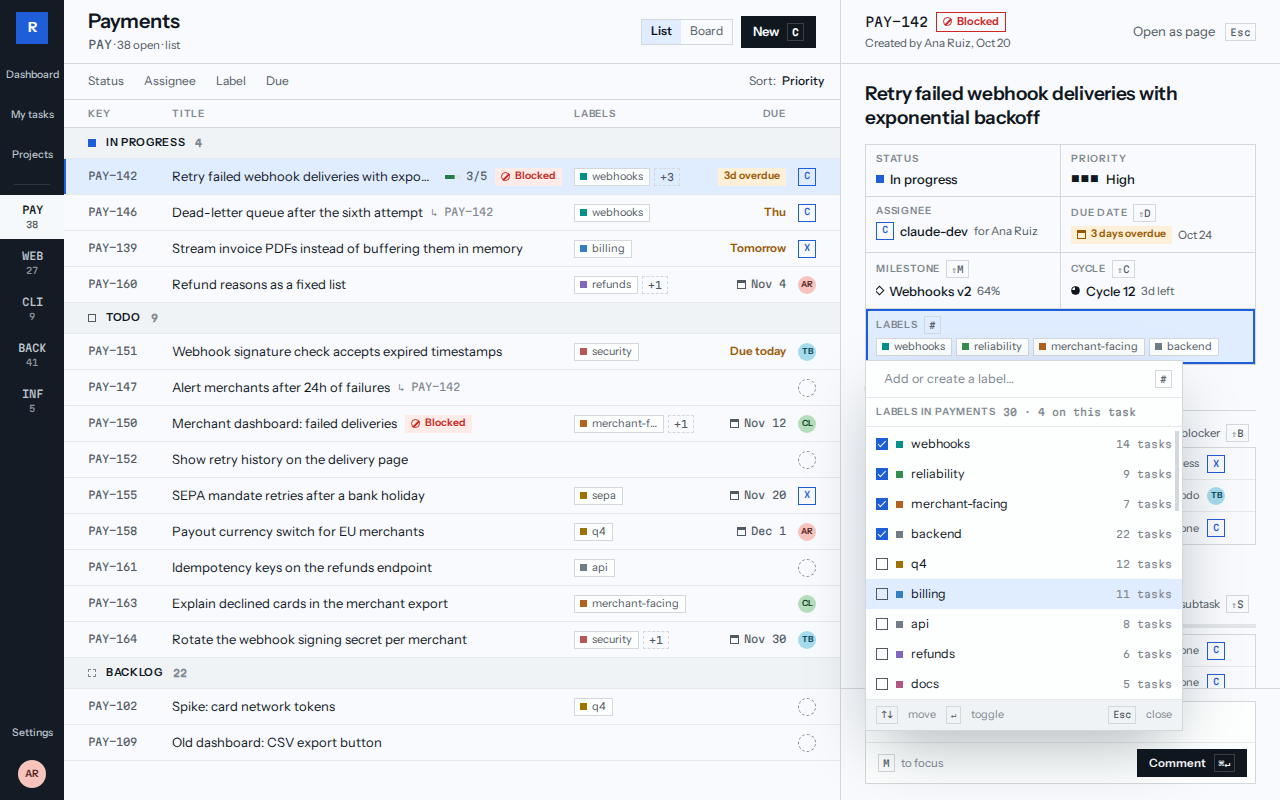 R
Dashboard
My tasks
Projects
PAY
38
WEB
27
CLI
9
BACK
41
INF
5
Settings
AR
Payments
PAY · 38 open · list
List Board New C
Status Assignee Label Due Sort: Priority
KEY TITLE LABELS DUE
IN PROGRESS 4
PAY-142 Retry failed webhook deliveries with expo... 3/5 Blocked webhooks +3 3d overdue C
PAY-146 Dead-letter queue after the sixth attempt ↳ PAY-142 webhooks Thu C
PAY-139 Stream invoice PDFs instead of buffering them in memory billing Tomorrow X
PAY-160 Refund reasons as a fixed list refunds +1 Nov 4 AR
TODO 9
PAY-151 Webhook signature check accepts expired timestamps security Due today TB
PAY-147 Alert merchants after 24h of failures ↳ PAY-142
PAY-150 Merchant dashboard: failed deliveries Blocked merchant-f... +1 Nov 12 CL
PAY-152 Show retry history on the delivery page
PAY-155 SEPA mandate retries after a bank holiday sepa Nov 20 X
PAY-158 Payout currency switch for EU merchants q4 Dec 1 AR
PAY-161 Idempotency keys on the refunds endpoint api
PAY-163 Explain declined cards in the merchant export merchant-facing CL
PAY-164 Rotate the webhook signing secret per merchant security +1 Nov 30 TB
BACKLOG 22
PAY-102 Spike: card network tokens q4
PAY-109 Old dashboard: CSV export button
PAY-142 Blocked
Created by Ana Ruiz, Oct 20
Open as page Esc
Retry failed webhook deliveries with
exponential backoff
STATUS PRIORITY
In progress High
ASSIGNEE DUE DATE ⇧D
C claude-dev for Ana Ruiz 3 days overdue Oct 24
MILESTONE ⇧M CYCLE ⇧C
Webhooks v2 64% Cycle 12 3d left
LABELS #
webhooks reliability merchant-facing backend
Add or create a label... #
LABELS IN PAYMENTS 30 · 4 on this task
webhooks 14 tasks
reliability 9 tasks
merchant-facing 7 tasks
backend 22 tasks
q4 12 tasks
billing 11 tasks
api 8 tasks
refunds 6 tasks
docs 5 tasks
↑↓ move ↵ toggle Esc close
blocker ⇧B
ess X
odo TB
one C
subtask ⇧S
one C
one C
M to focus Comment ⌘↵